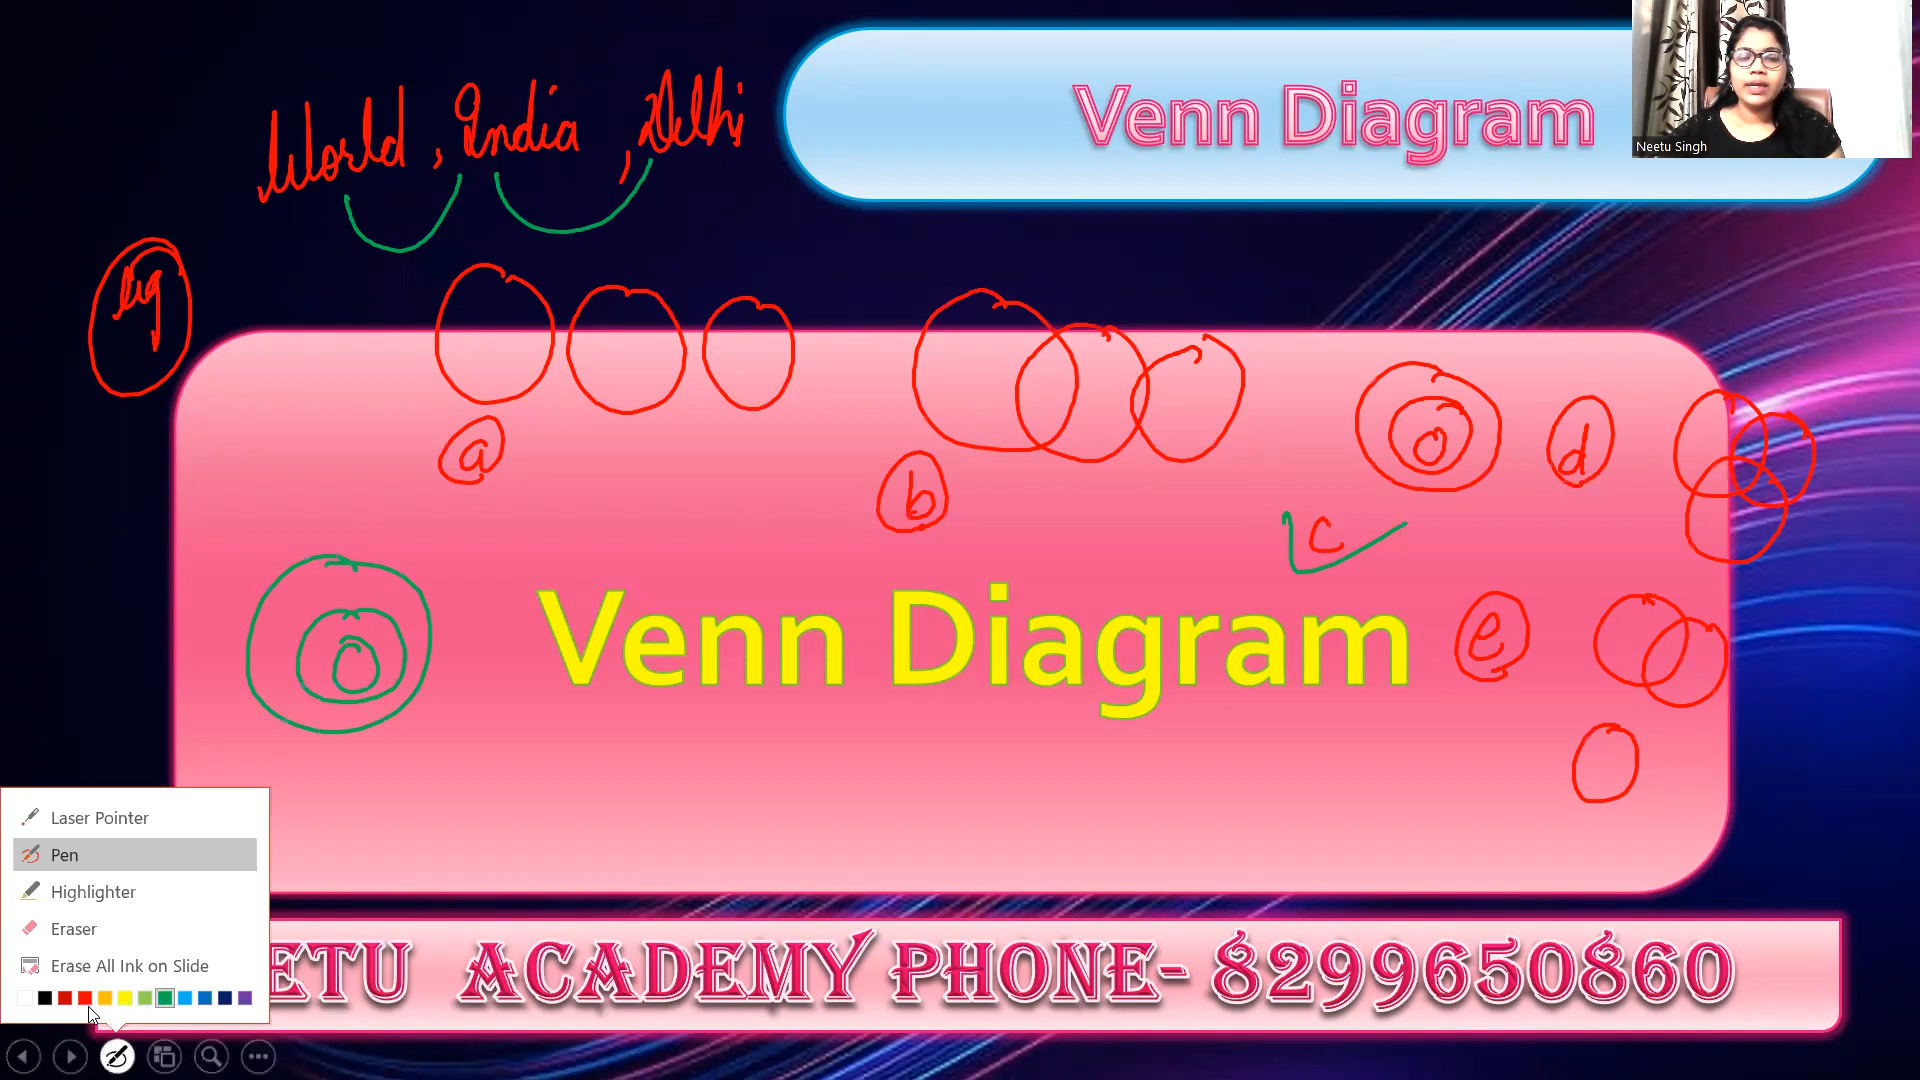 World, India, Delhi
Venn Diagram
Neetu Singh
eg
a
b
c
d
Venn Diagram
e
Laser Pointer
Pen
Highlighter
Eraser
Erase All Ink on Slide
ETU ACADEMY PHONE- 8299650860